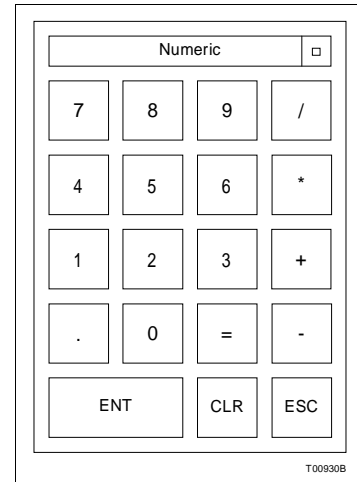 Numeric
7 8 9 /
4 5 6 *
1 2 3 +
. 0 = -
ENT CLR ESC
T00930B